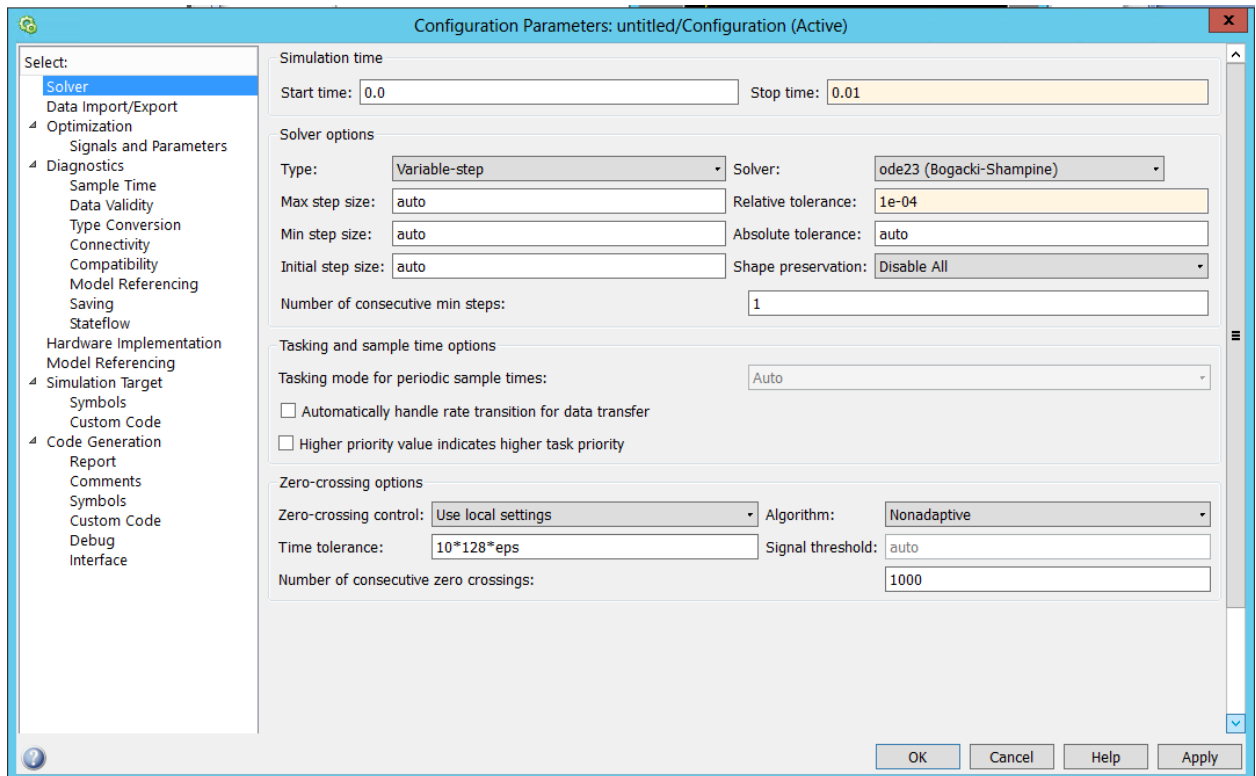 Configuration Parameters: untitled/Configuration (Active)
x
Select:
Solver
Data Import/Export
Optimization
Signals and Parameters
Diagnostics
Sample Time
Data Validity
Type Conversion
Connectivity
Compatibility
Model Referencing
Saving
Stateflow
Hardware Implementation
Model Referencing
Simulation Target
Symbols
Custom Code
Code Generation
Report
Comments
Symbols
Custom Code
Debug
Interface
Simulation time
Start time: 0.0 Stop time: 0.01
Solver options
Type: Variable-step Solver: ode23 (Bogacki-Shampine)
Max step size: auto Relative tolerance: 1e-04
Min step size: auto Absolute tolerance: auto
Initial step size: auto Shape preservation: Disable All
Number of consecutive min steps: 1
Tasking and sample time options
Tasking mode for periodic sample times: Auto
Automatically handle rate transition for data transfer
Higher priority value indicates higher task priority
Zero-crossing options
Zero-crossing control: Use local settings Algorithm: Nonadaptive
Time tolerance: 10*128*eps Signal threshold: auto
Number of consecutive zero crossings: 1000
? OK Cancel Help Apply